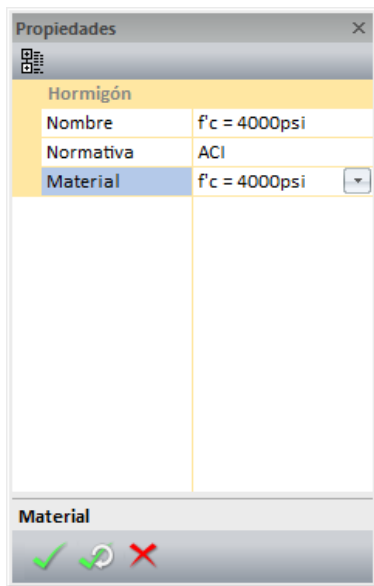 Propiedades
Hormigón
Nombre f'c = 4000psi
Normativa ACI
Material f'c = 4000psi
Material